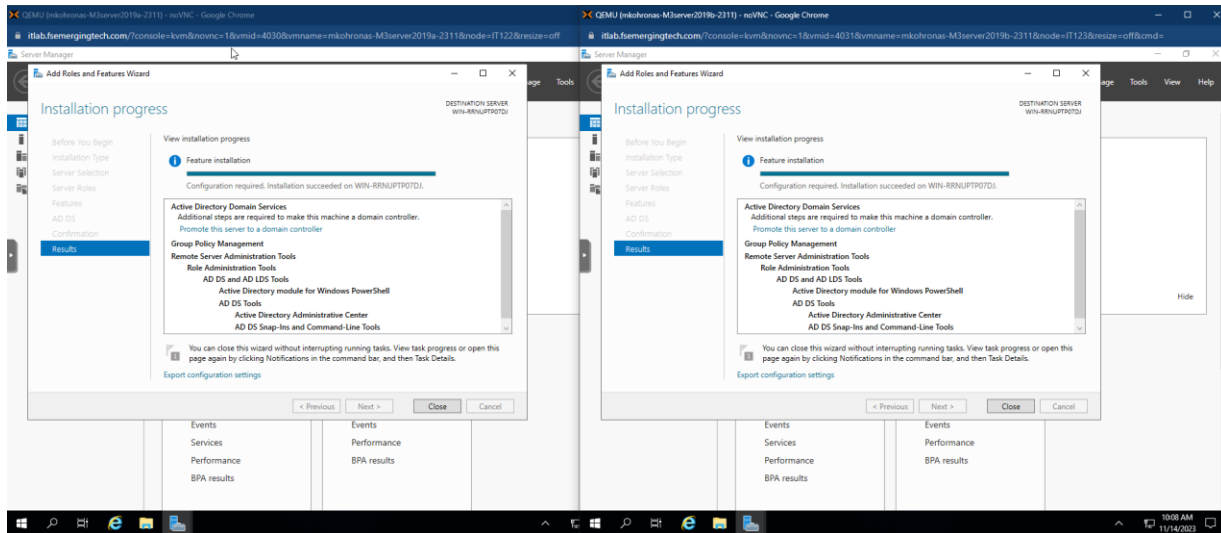 QEMU (mkohronas-M3server2019a-2311) - noVNC - Google Chrome
itlab.fsemergingtech.com/?console=kvm&novnc=1&vmid=4030&vmname=mkohronas-M3server2019a-2311&node=IT122&resize=off
Server Manager
Add Roles and Features Wizard
age Tools
Installation progress
DESTINATION SERVER
WIN-RRNUPTP07DJ
Before You Begin
Installation Type
Server Selection
Server Roles
Features
AD DS
Confirmation
Results
View installation progress
Feature installation
Configuration required. Installation succeeded on WIN-RRNUPTP07DJ.
Active Directory Domain Services
Additional steps are required to make this machine a domain controller.
Promote this server to a domain controller
Group Policy Management
Remote Server Administration Tools
Role Administration Tools
AD DS and AD LDS Tools
Active Directory module for Windows PowerShell
AD DS Tools
Active Directory Administrative Center
AD DS Snap-Ins and Command-Line Tools
You can close this wizard without interrupting running tasks. View task progress or open this
page again by clicking Notifications in the command bar, and then Task Details.
Export configuration settings
< Previous Next > Close Cancel
Events Events
Services Performance
Performance BPA results
BPA results
QEMU (mkohronas-M3server2019b-2311) - noVNC - Google Chrome
itlab.fsemergingtech.com/?console=kvm&novnc=1&vmid=4031&vmname=mkohronas-M3server2019b-2311&node=IT123&resize=off&cmd=
Server Manager
Add Roles and Features Wizard
age Tools View Help
Installation progress
DESTINATION SERVER
WIN-RRNUPTP07DJ
Before You Begin
Installation Type
Server Selection
Server Roles
Features
AD DS
Confirmation
Results
View installation progress
Feature installation
Configuration required. Installation succeeded on WIN-RRNUPTP07DJ.
Active Directory Domain Services
Additional steps are required to make this machine a domain controller.
Promote this server to a domain controller
Group Policy Management
Remote Server Administration Tools
Role Administration Tools
AD DS and AD LDS Tools
Active Directory module for Windows PowerShell
AD DS Tools
Active Directory Administrative Center
AD DS Snap-Ins and Command-Line Tools
Hide
You can close this wizard without interrupting running tasks. View task progress or open this
page again by clicking Notifications in the command bar, and then Task Details.
Export configuration settings
< Previous Next > Close Cancel
Events Events
Services Performance
Performance BPA results
BPA results
10:08 AM
11/14/2023